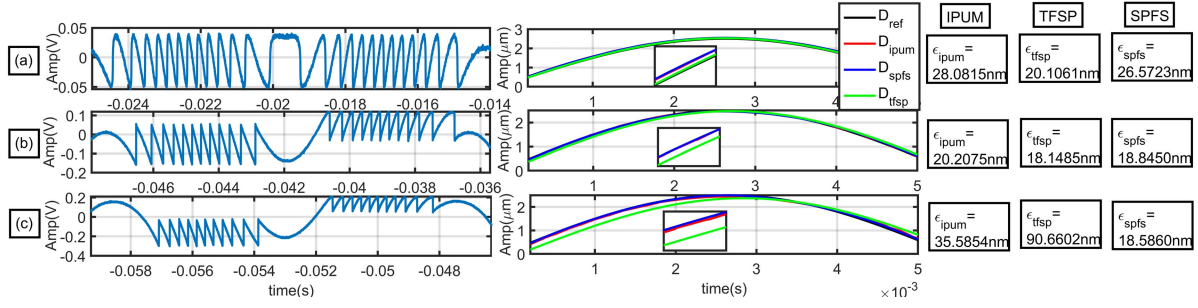 IPUM TFSP SPFS
(a)
Amp(V)
0.05
0
-0.05
-0.024 -0.022 -0.02 -0.018 -0.016 -0.014
Amp(μm)
3
2
1
0
1 2 3 4
D_ref
D_ipum
D_spfs
D_tfsp
ϵ_ipum=
28.0815nm
ϵ_tfsp=
20.1061nm
ϵ_spfs=
26.5723nm
(b)
Amp(V)
0.1
0
-0.1
-0.2
-0.046 -0.044 -0.042 -0.04 -0.038 -0.036
Amp(μm)
2
1
0
1 2 3 4 5
ϵ_ipum=
20.2075nm
ϵ_tfsp=
18.1485nm
ϵ_spfs=
18.8450nm
(c)
Amp(V)
0.2
0
-0.2
-0.4
-0.058 -0.056 -0.054 -0.052 -0.05 -0.048
time(s)
Amp(μm)
2
1
0
1 2 3 4 5
time(s) ×10^-3
ϵ_ipum=
35.5854nm
ϵ_tfsp=
90.6602nm
ϵ_spfs=
18.5860nm